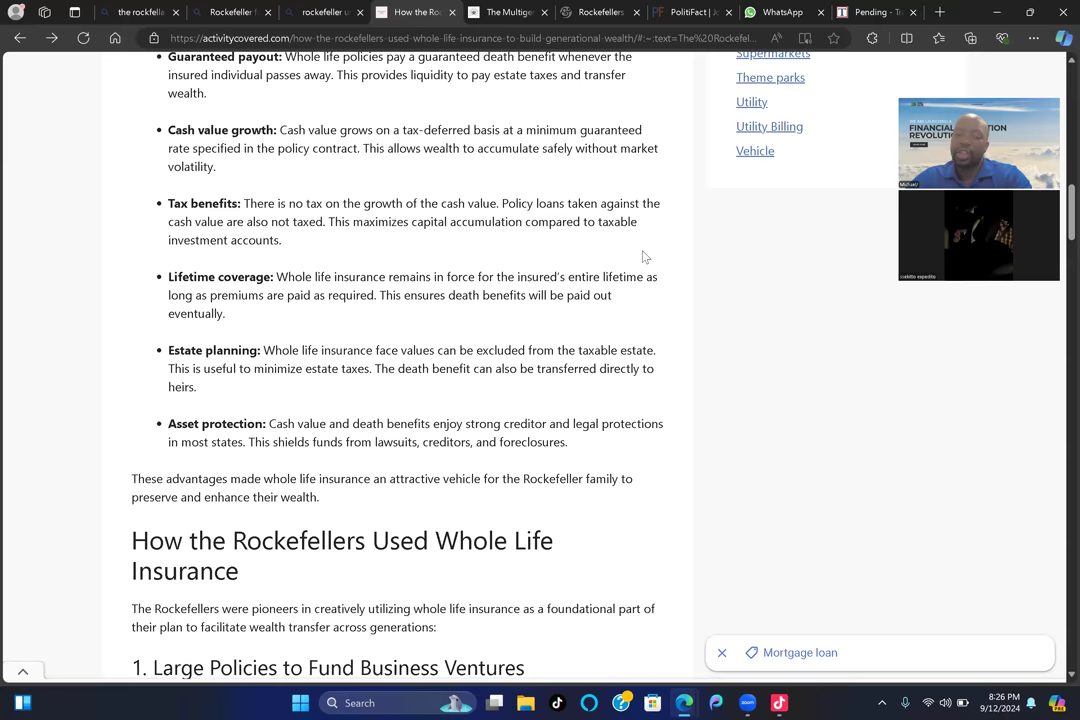 the rockfella
Rockefeller f
rockefeller u
How the Ro
The Multige
Rockefellers
PolitiFact | Jo
WhatsApp
Pending - Tr
https://activitycovered.com/how-the-rockefellers-used-whole-life-insurance-to-build-generational-wealth/#:~:text=The%20Rockefel...
Guaranteed payout: Whole life policies pay a guaranteed death benefit whenever the
insured individual passes away. This provides liquidity to pay estate taxes and transfer
wealth.
Cash value growth: Cash value grows on a tax-deferred basis at a minimum guaranteed
rate specified in the policy contract. This allows wealth to accumulate safely without market
volatility.
Tax benefits: There is no tax on the growth of the cash value. Policy loans taken against the
cash value are also not taxed. This maximizes capital accumulation compared to taxable
investment accounts.
Lifetime coverage: Whole life insurance remains in force for the insured's entire lifetime as
long as premiums are paid as required. This ensures death benefits will be paid out
eventually.
Estate planning: Whole life insurance face values can be excluded from the taxable estate.
This is useful to minimize estate taxes. The death benefit can also be transferred directly to
heirs.
Asset protection: Cash value and death benefits enjoy strong creditor and legal protections
in most states. This shields funds from lawsuits, creditors, and foreclosures.
These advantages made whole life insurance an attractive vehicle for the Rockefeller family to
preserve and enhance their wealth.
How the Rockefellers Used Whole Life
Insurance
The Rockefellers were pioneers in creatively utilizing whole life insurance as a foundational part of
their plan to facilitate wealth transfer across generations:
1. Large Policies to Fund Business Ventures
Supermarkets
Theme parks
Utility
Utility Billing
Vehicle
FINANCIAL
REVOLUTION
ssekitto expedito
Mortgage loan
Search
8:26 PM
9/12/2024